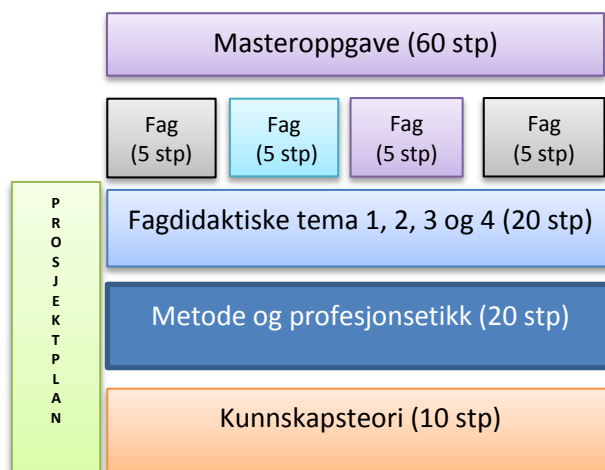 Masteroppgave (60 stp)
Fag
(5 stp)
Fag
(5 stp)
Fag
(5 stp)
Fag
(5 stp)
PROSJEKTPLAN
Fagdidaktiske tema 1, 2, 3 og 4 (20 stp)
Metode og profesjonsetikk (20 stp)
Kunnskapsteori (10 stp)